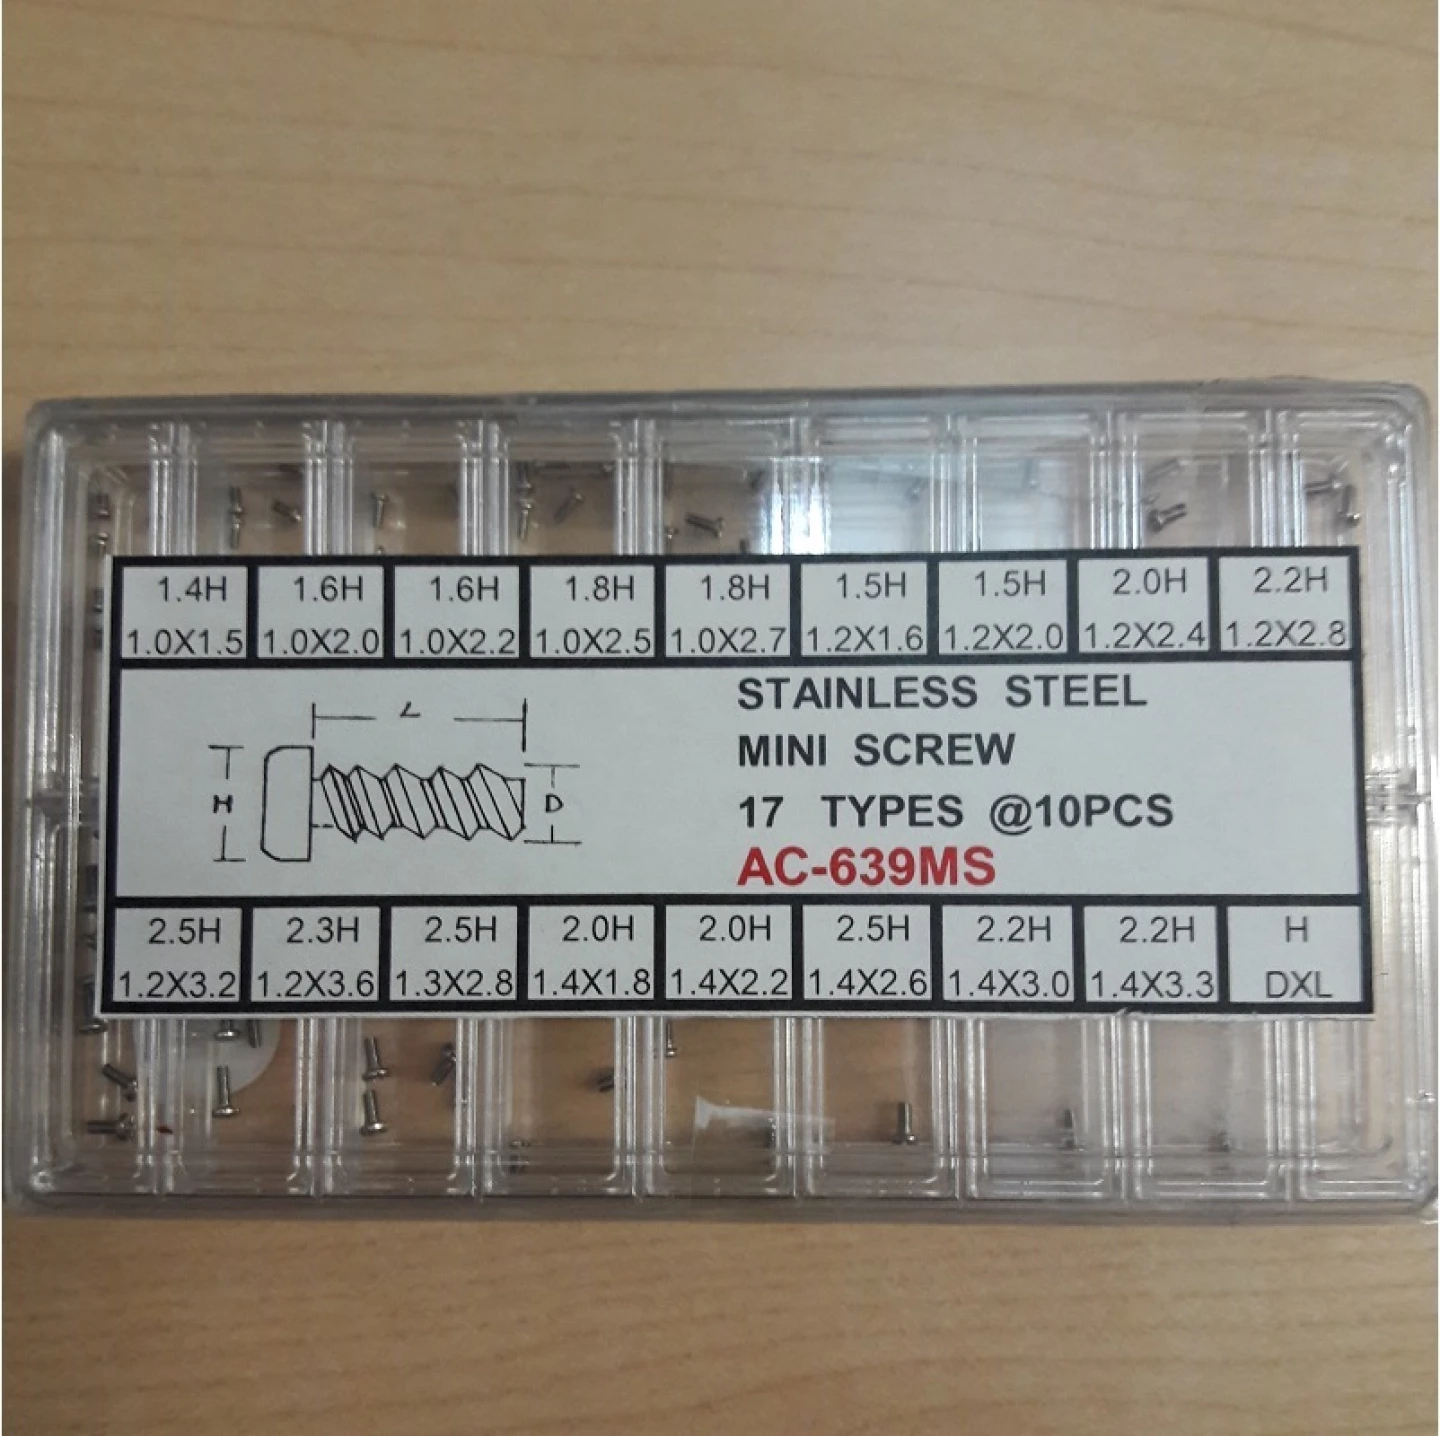 1.4H 1.6H 1.6H 1.8H 1.8H 1.5H 1.5H 2.0H 2.2H
1.0X1.5 1.0X2.0 1.0X2.2 1.0X2.5 1.0X2.7 1.2X1.6 1.2X2.0 1.2X2.4 1.2X2.8
L
H
D
STAINLESS STEEL
MINI SCREW
17 TYPES @10PCS
AC-639MS
2.5H 2.3H 2.5H 2.0H 2.0H 2.5H 2.2H 2.2H H
1.2X3.2 1.2X3.6 1.3X2.8 1.4X1.8 1.4X2.2 1.4X2.6 1.4X3.0 1.4X3.3 DXL